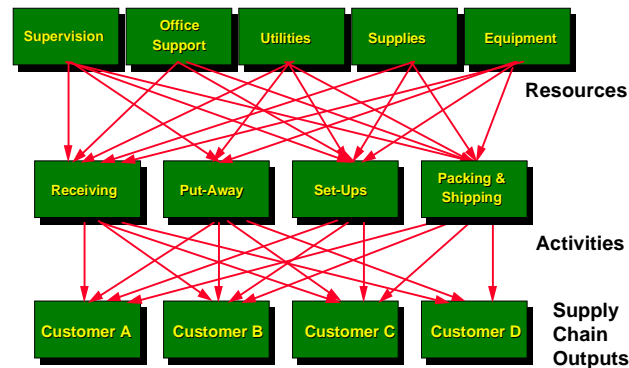 Supervision
Office
Support
Utilities
Supplies
Equipment
Resources
Receiving
Put-Away
Set-Ups
Packing &
Shipping
Activities
Customer A
Customer B
Customer C
Customer D
Supply
Chain
Outputs